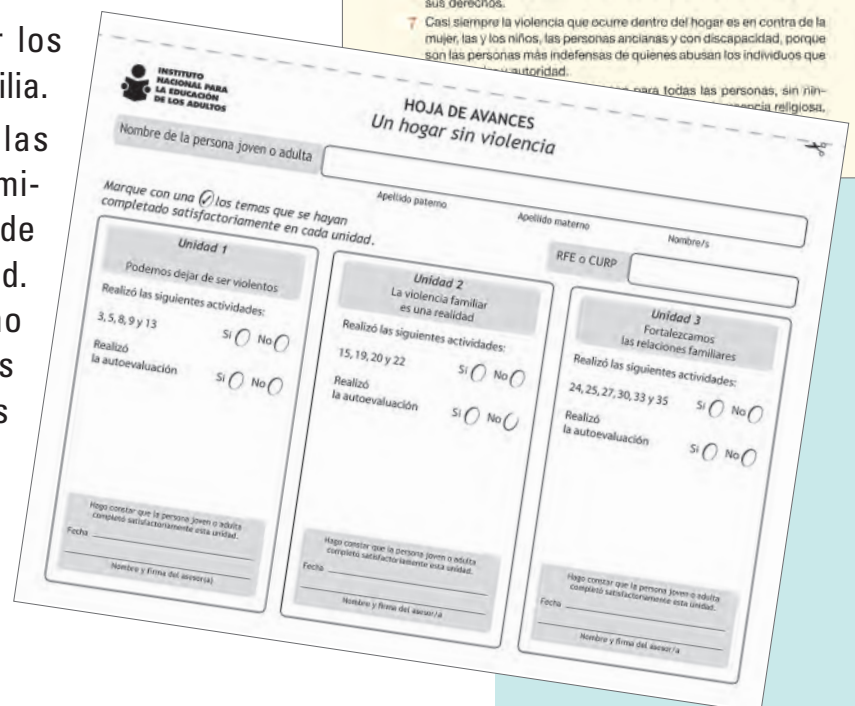 r los
ilia.
las
mi-
de
d.
no
s
s
sus derechos.
7 Casi siempre la violencia que ocurre dentro del hogar es en contra de la
mujer, las y los niños, las personas ancianas y con discapacidad, porque
son las personas más indefensas de quienes abusan los individuos que
autoridad.
para todas las personas, sin nin-
religiosa,
INSTITUTO
NACIONAL PARA
LA EDUCACIÓN
DE LOS ADULTOS
HOJA DE AVANCES
Un hogar sin violencia
Nombre de la persona joven o adulta
Apellido paterno Apellido materno Nombre/s
Marque con una ✓ los temas que se hayan
completado satisfactoriamente en cada unidad.
RFE o CURP
Unidad 1
Podemos dejar de ser violentos
Realizó las siguientes actividades:
3, 5, 8, 9 y 13 Si No
Realizó
la autoevaluación Si No
Hago constar que la persona joven o adulta
completó satisfactoriamente esta unidad.
Fecha
Nombre y firma del asesor(a)
Unidad 2
La violencia familiar
es una realidad
Realizó las siguientes actividades:
15, 19, 20 y 22 Si No
Realizó
la autoevaluación Si No
Hago constar que la persona joven o adulta
completó satisfactoriamente esta unidad.
Fecha
Nombre y firma del asesor/a
Unidad 3
Fortalezcamos
las relaciones familiares
Realizó las siguientes actividades:
24, 25, 27, 30, 33 y 35 Si No
Realizó
la autoevaluación Si No
Hago constar que la persona joven o adulta
completó satisfactoriamente esta unidad.
Fecha
Nombre y firma del asesor/a